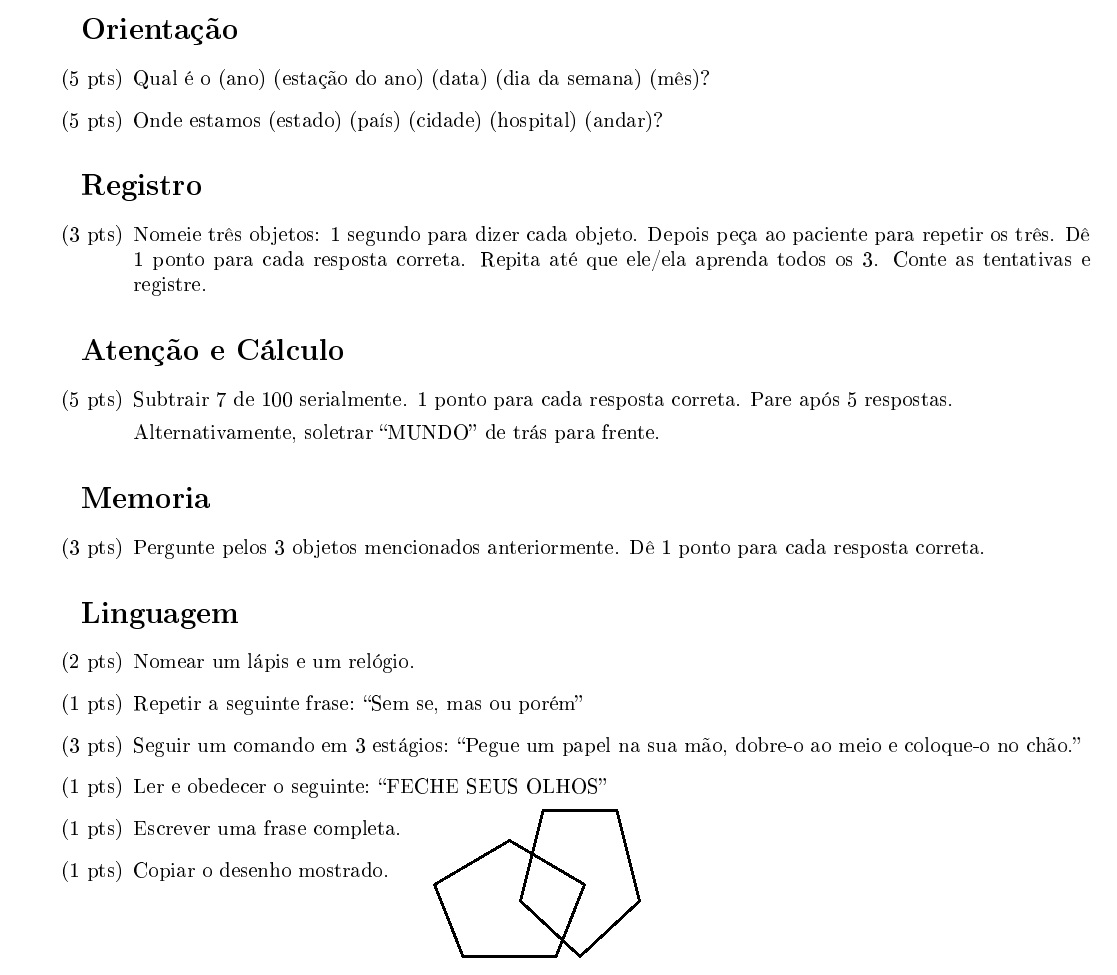 Orientação
(5 pts) Qual é o (ano) (estação do ano) (data) (dia da semana) (mês)?
(5 pts) Onde estamos (estado) (país) (cidade) (hospital) (andar)?
Registro
(3 pts) Nomeie três objetos: 1 segundo para dizer cada objeto. Depois peça ao paciente para repetir os três. Dê
1 ponto para cada resposta correta. Repita até que ele/ela aprenda todos os 3. Conte as tentativas e
registre.
Atenção e Cálculo
(5 pts) Subtrair 7 de 100 serialmente. 1 ponto para cada resposta correta. Pare após 5 respostas.
Alternativamente, soletrar “MUNDO” de trás para frente.
Memoria
(3 pts) Pergunte pelos 3 objetos mencionados anteriormente. Dê 1 ponto para cada resposta correta.
Linguagem
(2 pts) Nomear um lápis e um relógio.
(1 pts) Repetir a seguinte frase: “Sem se, mas ou porém”
(3 pts) Seguir um comando em 3 estágios: “Pegue um papel na sua mão, dobre-o ao meio e coloque-o no chão.”
(1 pts) Ler e obedecer o seguinte: “FECHE SEUS OLHOS”
(1 pts) Escrever uma frase completa.
(1 pts) Copiar o desenho mostrado.